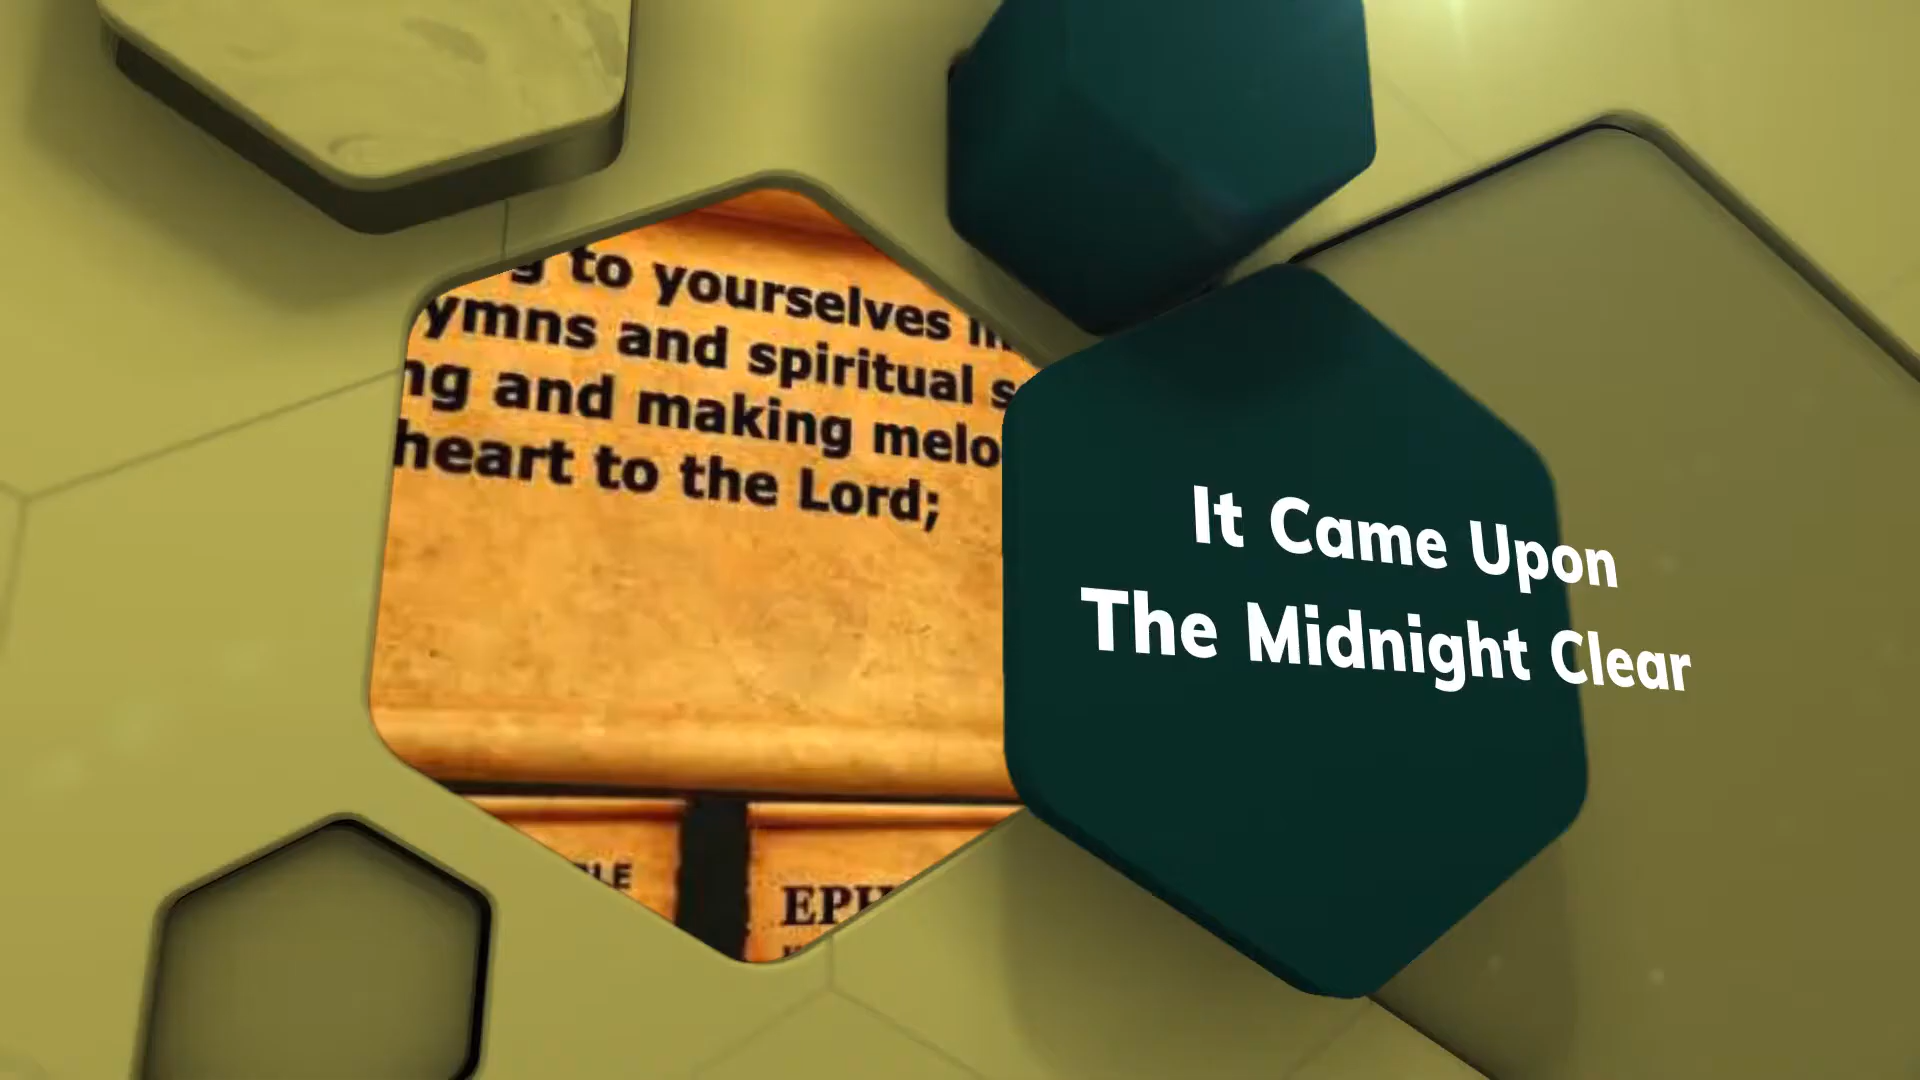 to yourselves
ymns and spiritual
ng and making melo
heart to the Lord;
EPH
It Came Upon
The Midnight Clear